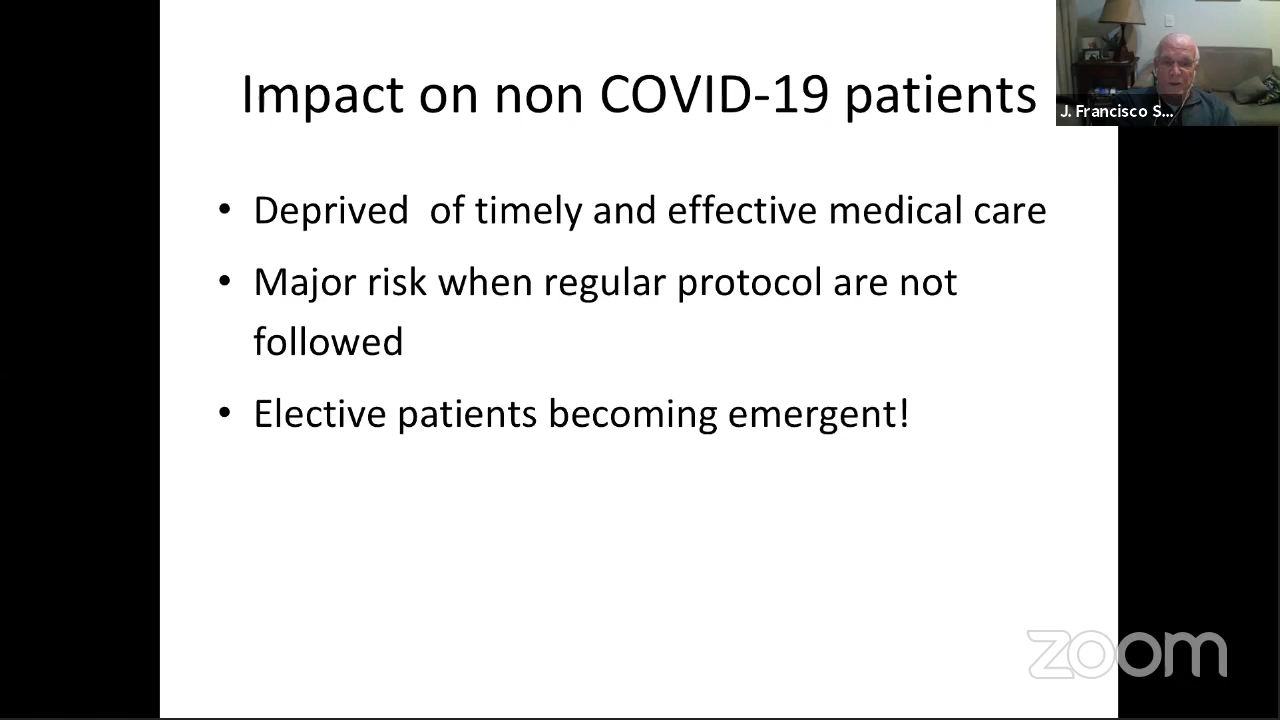 Impact on non COVID-19 patients
J. Francisco S...
• Deprived  of timely and effective medical care
• Major risk when regular protocol are not
followed
• Elective patients becoming emergent!
zoom